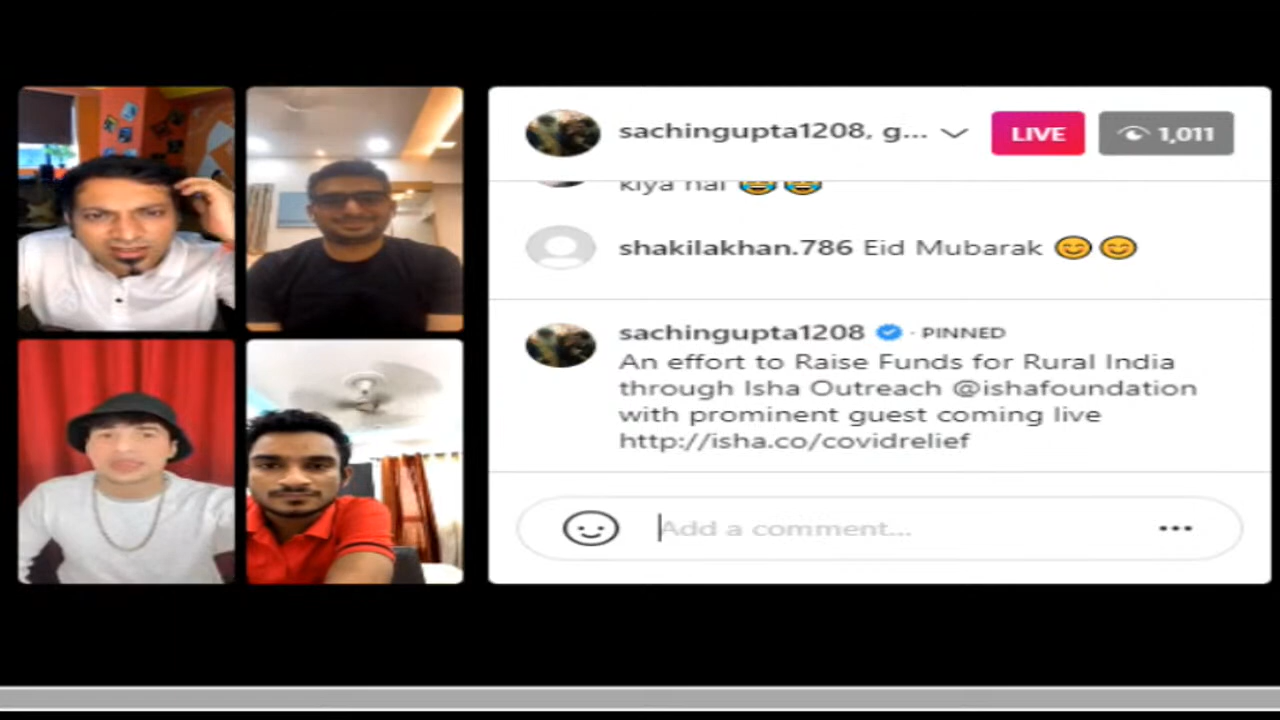 sachingupta1208, g...
LIVE
1,011
kiya hai 😭😭
shakilakhan.786 Eid Mubarak 😊😊
sachingupta1208 · PINNED
An effort to Raise Funds for Rural India
through Isha Outreach @ishafoundation
with prominent guest coming live
http://isha.co/covidrelief
Add a comment...